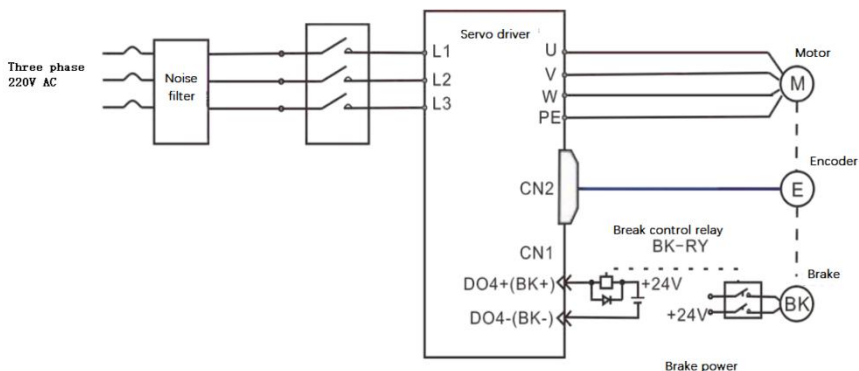 Three phase
220V AC
Noise
filter
Servo driver
L1
L2
L3
U
V
W
PE
Motor
M
CN2
Encoder
E
CN1
Break control relay
BK-RY
DO4+(BK+)
+24V
DO4-(BK-)
+24V
Brake
BK
Brake power